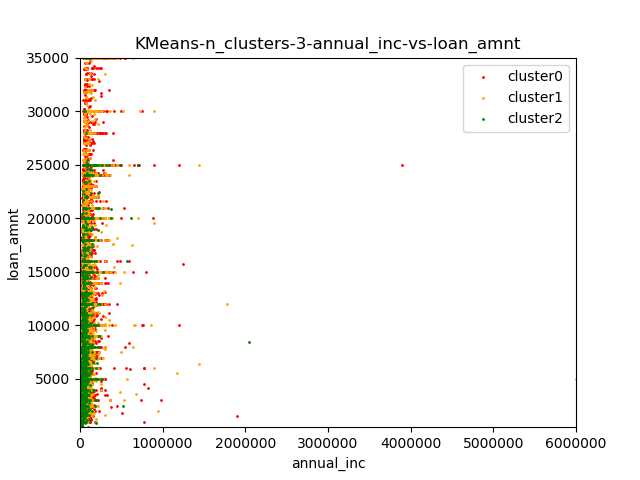 KMeans-n_clusters-3-annual_inc-vs-loan_amnt
cluster0
cluster1
cluster2
loan_amnt
35000
30000
25000
20000
15000
10000
5000
0 1000000 2000000 3000000 4000000 5000000 6000000
annual_inc